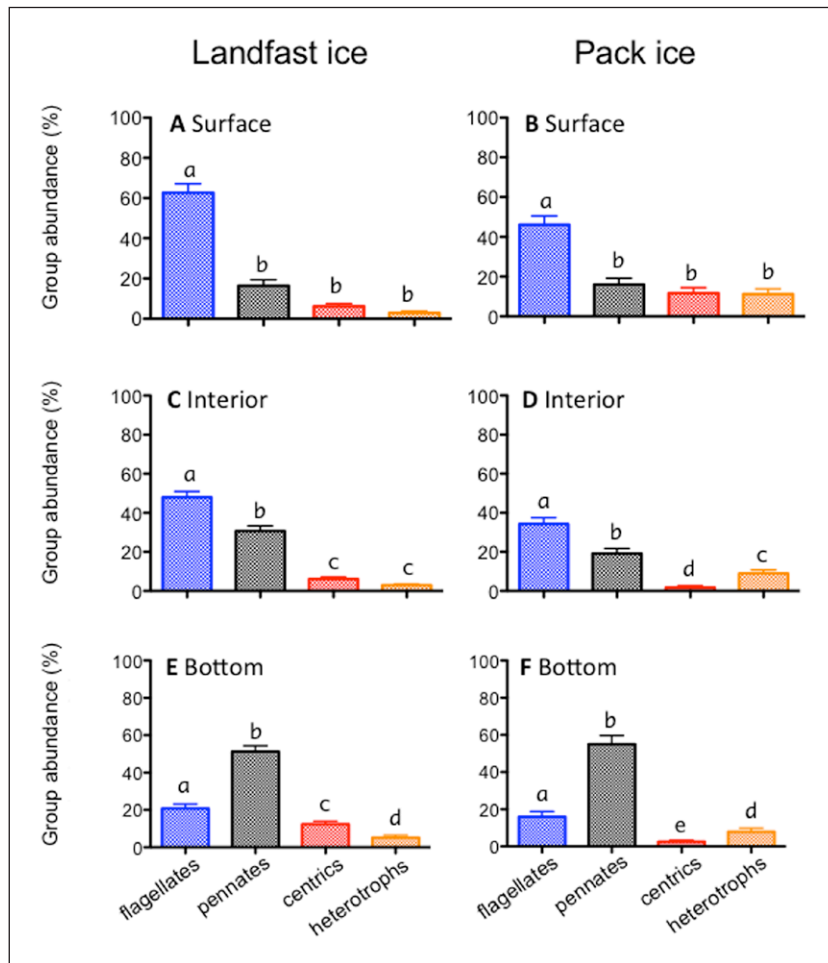 Landfast ice
Pack ice
Group abundance (%)
100
80
60
40
20
0
A Surface
a
b
b
b
100
80
60
40
20
0
B Surface
a
b
b
b
Group abundance (%)
100
80
60
40
20
0
C Interior
a
b
c
c
100
80
60
40
20
0
D Interior
a
b
d
c
Group abundance (%)
100
80
60
40
20
0
E Bottom
a
b
c
d
flagellates
pennates
centrics
heterotrophs
100
80
60
40
20
0
F Bottom
a
b
e
d
flagellates
pennates
centrics
heterotrophs